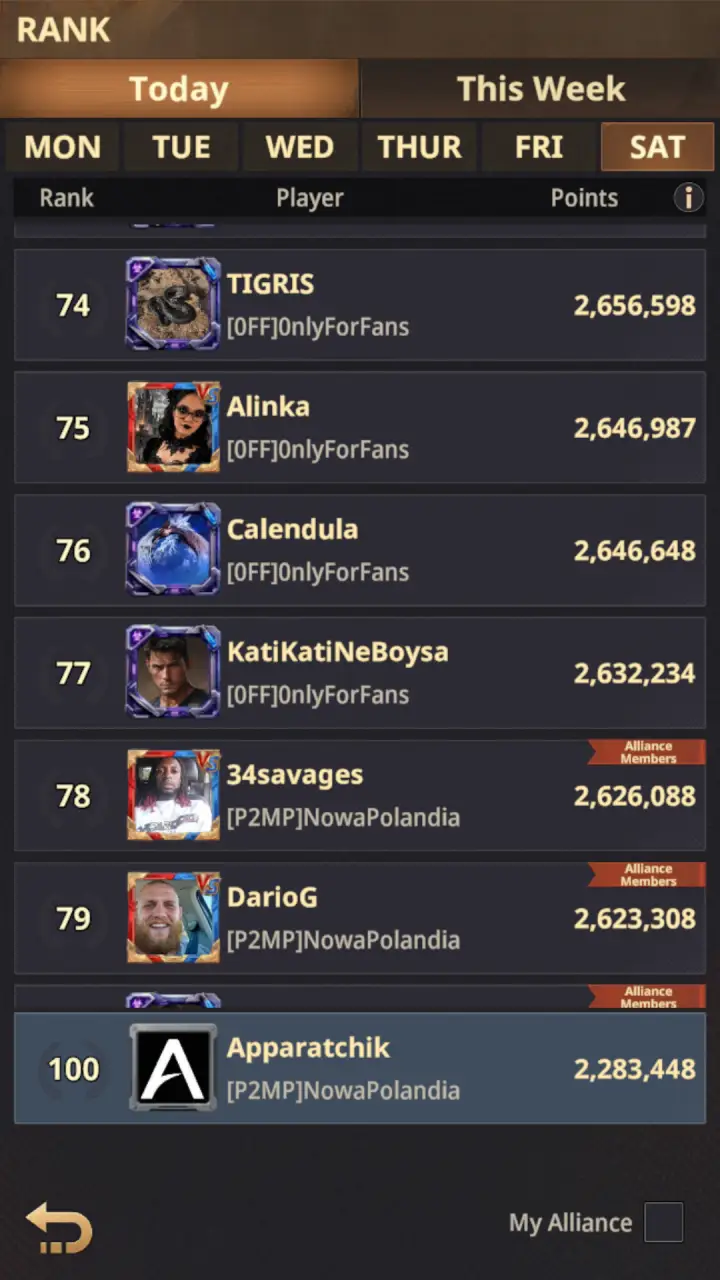 RANK
Today
This Week
MON TUE WED THUR FRI SAT
Rank Player Points i
74
TIGRIS
[0FF]0nlyForFans
2,656,598
75
Alinka
[0FF]0nlyForFans
2,646,987
76
Calendula
[0FF]0nlyForFans
2,646,648
77
KatiKatiNeBoysa
[0FF]0nlyForFans
2,632,234
78
34savages
[P2MP]NowaPolandia
Alliance
Members
2,626,088
79
DarioG
[P2MP]NowaPolandia
Alliance
Members
2,623,308
Alliance
Members
100
Apparatchik
[P2MP]NowaPolandia
2,283,448
My Alliance